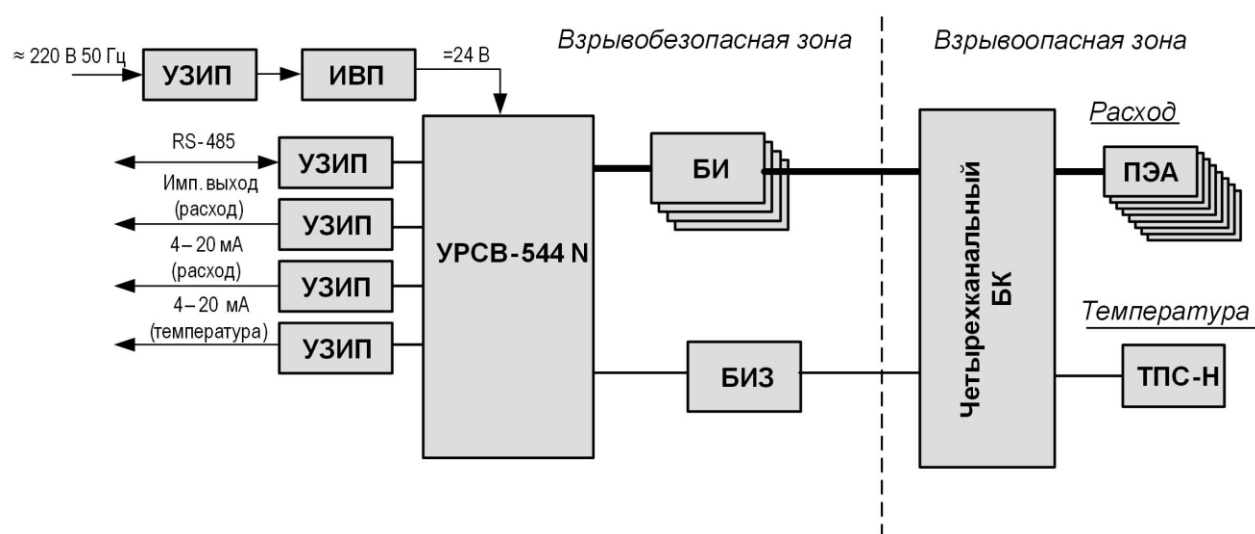 Взрывобезопасная зона
Взрывоопасная зона
≈ 220 В 50 Гц
УЗИП
ИВП
=24 В
RS-485
УЗИП
Имп. выход
(расход)
УЗИП
4–20 мА
(расход)
УЗИП
4–20 мА
(температура)
УЗИП
УРСВ-544 N
БИ
БИЗ
Четырехканальный
БК
Расход
ПЭА
Температура
ТПС-Н